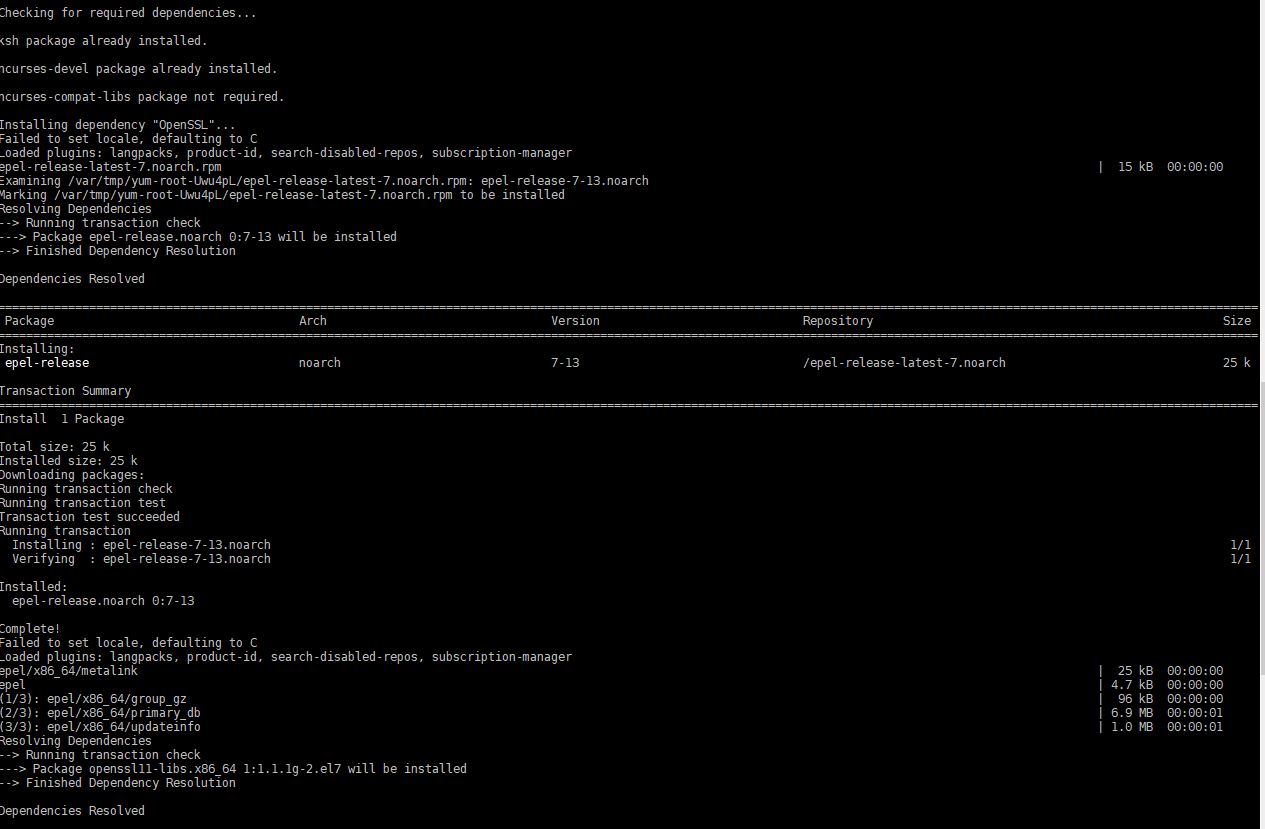 Checking for required dependencies...
ksh package already installed.
ncurses-devel package already installed.
ncurses-compat-libs package not required.
Installing dependency "OpenSSL"...
Failed to set locale, defaulting to C
Loaded plugins: langpacks, product-id, search-disabled-repos, subscription-manager
epel-release-latest-7.noarch.rpm | 15 kB 00:00:00
Examining /var/tmp/yum-root-Uwu4pL/epel-release-latest-7.noarch.rpm: epel-release-7-13.noarch
Marking /var/tmp/yum-root-Uwu4pL/epel-release-latest-7.noarch.rpm to be installed
Resolving Dependencies
--> Running transaction check
---> Package epel-release.noarch 0:7-13 will be installed
--> Finished Dependency Resolution
Dependencies Resolved
Package Arch Version Repository Size
Installing:
epel-release noarch 7-13 /epel-release-latest-7.noarch 25 k
Transaction Summary
Install 1 Package
Total size: 25 k
Installed size: 25 k
Downloading packages:
Running transaction check
Running transaction test
Transaction test succeeded
Running transaction
Installing : epel-release-7-13.noarch 1/1
Verifying : epel-release-7-13.noarch 1/1
Installed:
epel-release.noarch 0:7-13
Complete!
Failed to set locale, defaulting to C
Loaded plugins: langpacks, product-id, search-disabled-repos, subscription-manager
epel/x86_64/metalink | 25 kB 00:00:00
epel | 4.7 kB 00:00:00
(1/3): epel/x86_64/group_gz | 96 kB 00:00:00
(2/3): epel/x86_64/primary_db | 6.9 MB 00:00:01
(3/3): epel/x86_64/updateinfo | 1.0 MB 00:00:01
Resolving Dependencies
--> Running transaction check
---> Package openssl11-libs.x86_64 1:1.1.1g-2.el7 will be installed
--> Finished Dependency Resolution
Dependencies Resolved